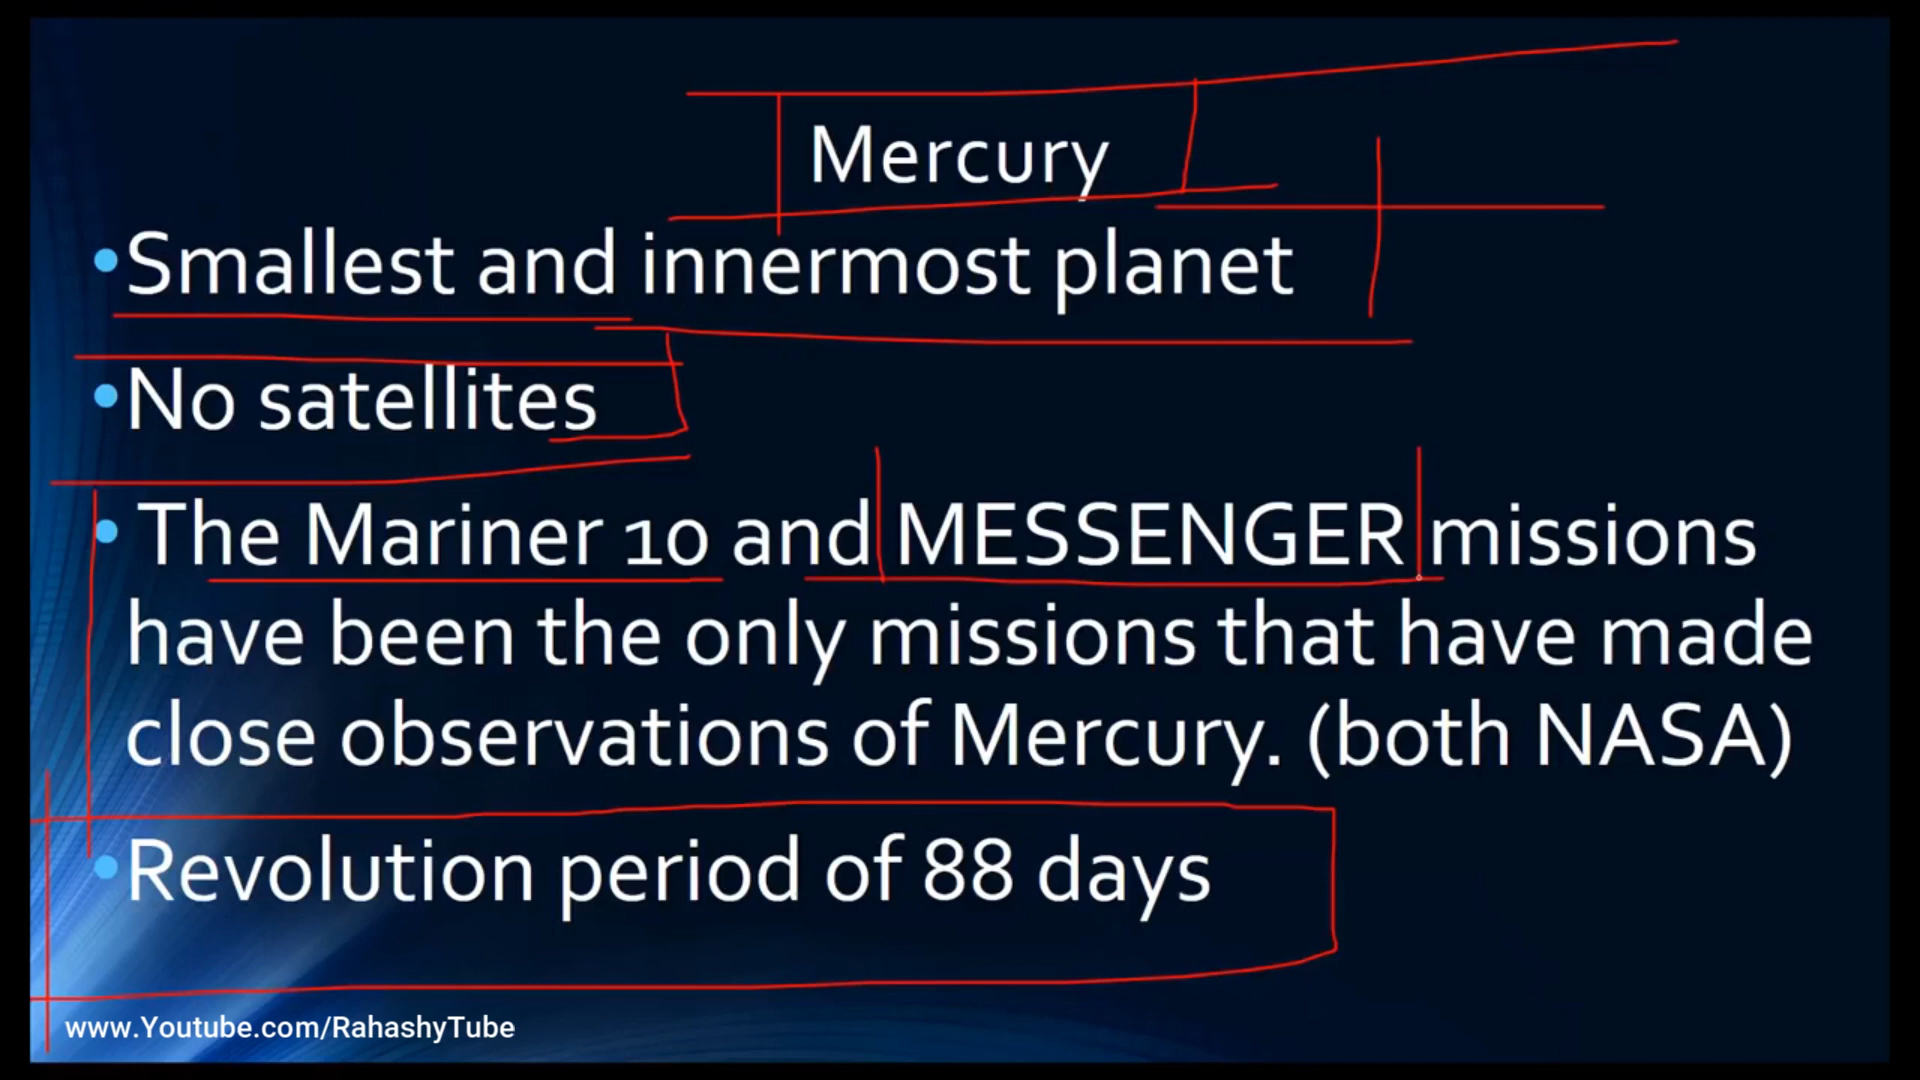 Mercury
•Smallest and innermost planet
•No satellites
• The Mariner 10 and MESSENGER missions
have been the only missions that have made
close observations of Mercury. (both NASA)
•Revolution period of 88 days
www.Youtube.com/RahashyTube